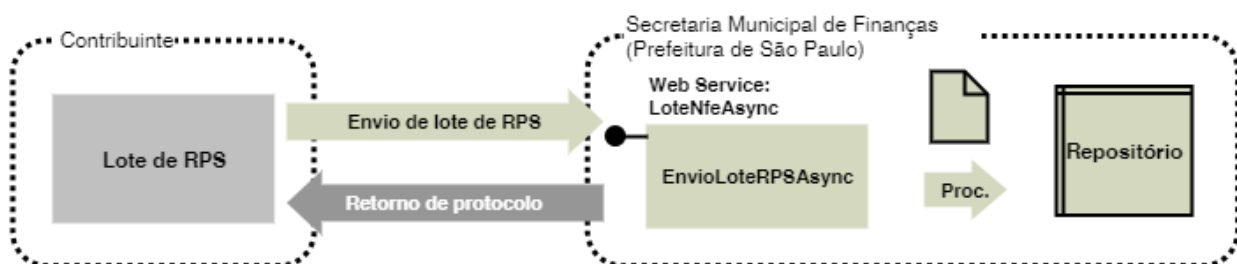 Contribuinte
Secretaria Municipal de Finanças
(Prefeitura de São Paulo)
Web Service:
LoteNfeAsync
Envio de lote de RPS
Lote de RPS
EnvioLoteRPSAsync
Repositório
Proc.
Retorno de protocolo